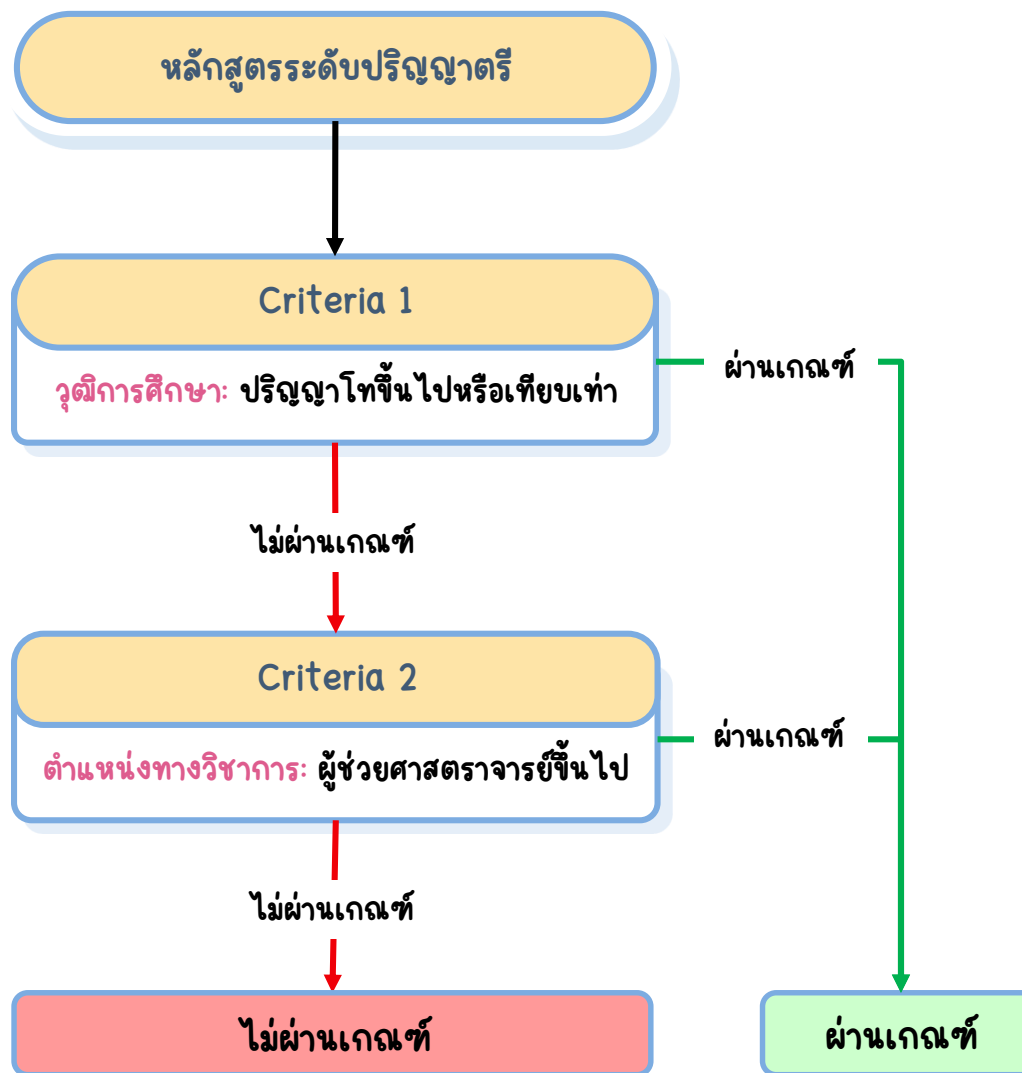 หลักสูตรระดับปริญญาตรี
Criteria 1
วุฒิการศึกษา: ปริญญาโทขึ้นไปหรือเทียบเท่า
ผ่านเกณฑ์
ไม่ผ่านเกณฑ์
Criteria 2
ผ่านเกณฑ์
ตำแหน่งทางวิชาการ: ผู้ช่วยศาสตราจารย์ขึ้นไป
ไม่ผ่านเกณฑ์
ไม่ผ่านเกณฑ์
ผ่านเกณฑ์